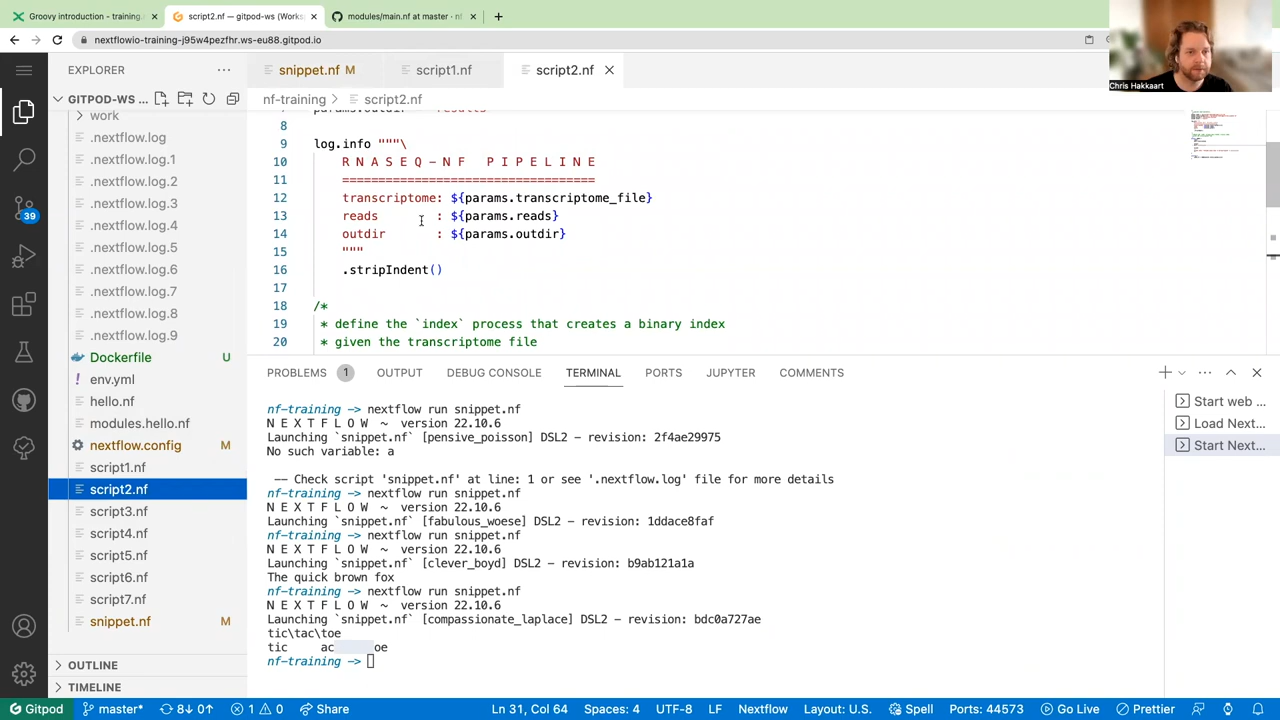 Groovy introduction - training.
script2.nf — gitpod-ws (Works
modules/main.nf at master · nf-
nextflowio-training-j95w4pezfhr.ws-eu88.gitpod.io
Chris Hakkaart
EXPLORER
snippet.nf M
script1.nf
script2.nf
GITPOD-WS ...
nf-training > script2.nf
work
.nextflow.log
.nextflow.log.1
.nextflow.log.2
.nextflow.log.3
.nextflow.log.4
.nextflow.log.5
.nextflow.log.6
.nextflow.log.7
.nextflow.log.8
.nextflow.log.9
Dockerfile U
env.yml
hello.nf
modules.hello.nf
nextflow.config M
script1.nf
script2.nf
script3.nf
script4.nf
script5.nf
script6.nf
script7.nf
snippet.nf M
OUTLINE
TIMELINE
39
8
9 """\
10 A S E Q - N F P I P E L I N E
11 ===================================
12 transcriptome: ${params.transcriptome_file}
13 reads : ${params.reads}
14 outdir : ${params.outdir}
15 """
16 .stripIndent()
17
18 /*
19 * define the `index` process that creates a binary index
20 * given the transcriptome file
PROBLEMS 1 OUTPUT DEBUG CONSOLE TERMINAL PORTS JUPYTER COMMENTS
nf-training -> nextflow run snippet.nf
N E X T F L O W ~ version 22.10.6
Launching `snippet.nf` [pensive_poisson] DSL2 - revision: 2f4ae29975
No such variable: a
-- Check script 'snippet.nf' at line: 1 or see '.nextflow.log' file for more details
nf-training -> nextflow run snippet.nf
N E X T F L O W ~ version 22.10.6
Launching `snippet.nf` [fabulous_woese] DSL2 - revision: 1ddace8faf
nf-training -> nextflow run snippet.nf
N E X T F L O W ~ version 22.10.6
Launching `snippet.nf` [clever_boyd] DSL2 - revision: b9ab121a1a
The quick brown fox
nf-training -> nextflow run snippet.nf
N E X T F L O W ~ version 22.10.6
Launching `snippet.nf` [compassionate_laplace] DSL2 - revision: bdc0a727ae
tic\tac\toe
tic ac oe
nf-training ->
Start web ...
Load Next...
Start Next...
Gitpod master* 8↓ 0↑ 1 0 Share Ln 31, Col 64 Spaces: 4 UTF-8 LF Nextflow Layout: U.S. Spell Ports: 44573 Go Live Prettier